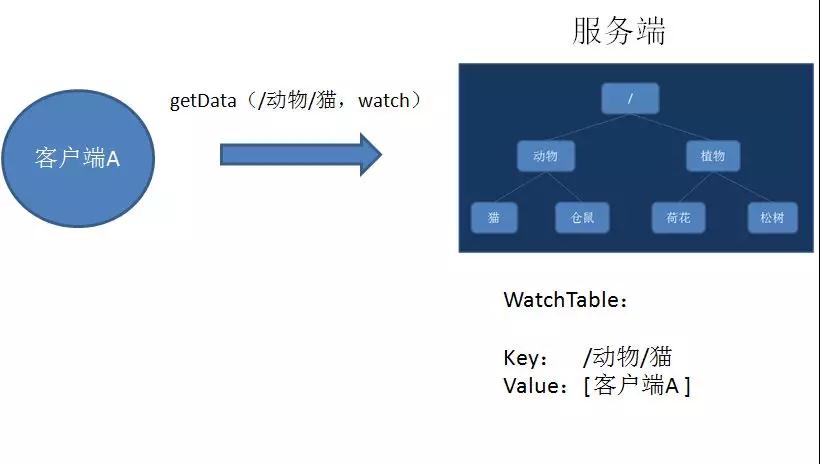 服务端
getData（/动物/猫，watch）
客户端A
/
动物 植物
猫 仓鼠 荷花 松树
WatchTable：
Key： /动物/猫
Value：[客户端A]